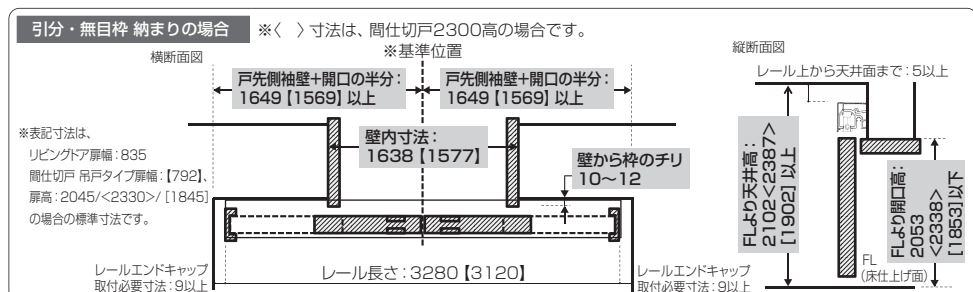 引分・無目枠 納まりの場合
※〈 〉寸法は、間仕切戸2300高の場合です。
横断面図
※基準位置
戸先側袖壁+開口の半分:
1649【1569】以上
戸先側袖壁+開口の半分:
1649【1569】以上
※表記寸法は、
リビングドア扉幅:835
間仕切戸 吊戸タイプ扉幅:【792】、
扉高:2045/<2330>/ [1845]
の場合の標準寸法です。
壁内寸法:
1638【1577】
壁から枠のチリ
10〜12
レールエンドキャップ
取付必要寸法:9以上
レール長さ:3280【3120】
レールエンドキャップ
取付必要寸法:9以上
縦断面図
レール上から天井面まで:5以上
FLより天井高:
2102<2387>
[1902] 以上
FLより開口高:
2053
<2338>
[1853]以下
FL
(床仕上げ面)